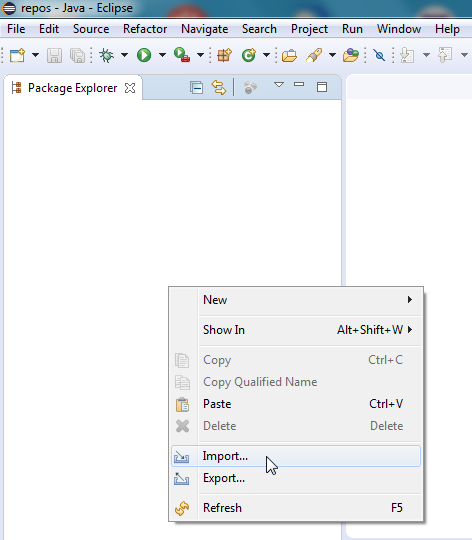 repos - Java - Eclipse
File Edit Source Refactor Navigate Search Project Run Window Help
Package Explorer
New
Show In Alt+Shift+W
Copy Ctrl+C
Copy Qualified Name
Paste Ctrl+V
Delete Delete
Import...
Export...
Refresh F5